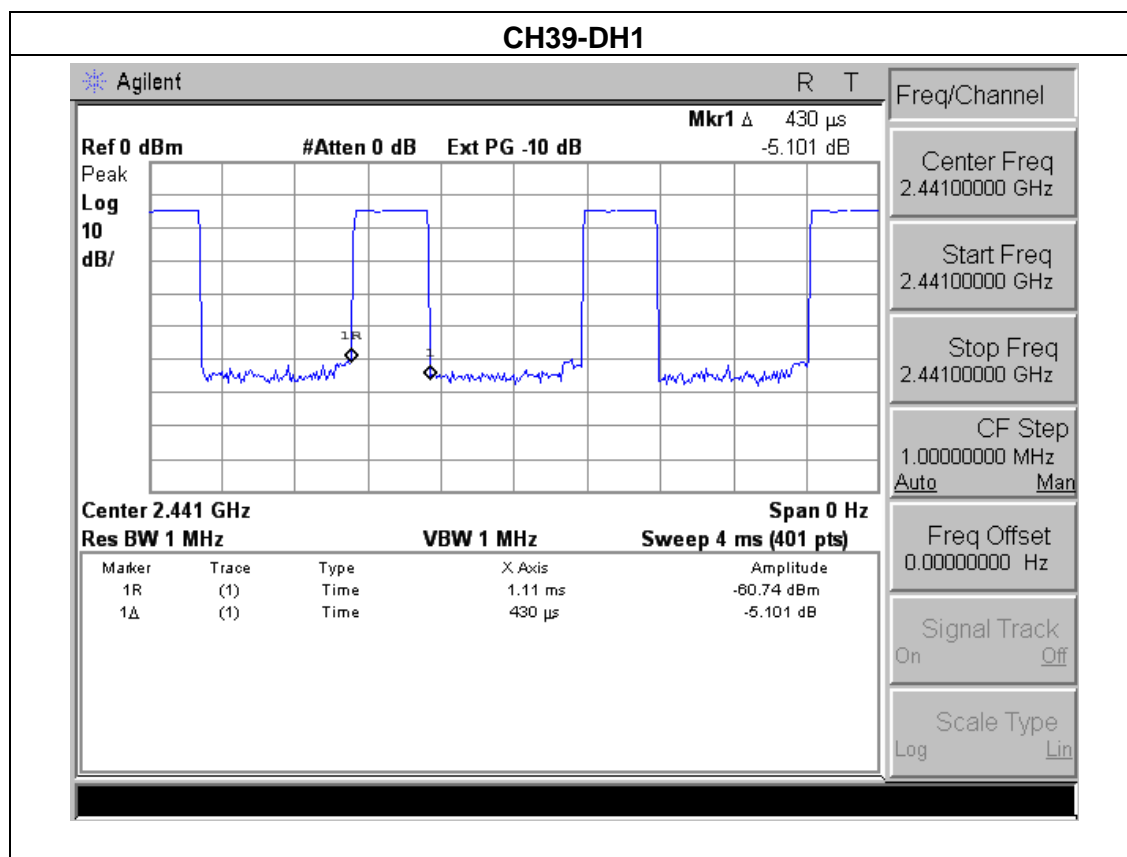 CH39-DH1
Agilent
R T
Mkr1 Δ 430 µs
Ref 0 dBm #Atten 0 dB Ext PG -10 dB -5.101 dB
Peak
Log
10
dB/
1R
1
Center 2.441 GHz Span 0 Hz
Res BW 1 MHz VBW 1 MHz Sweep 4 ms (401 pts)
Marker Trace Type X Axis Amplitude
1R (1) Time 1.11 ms -60.74 dBm
1Δ (1) Time 430 µs -5.101 dB
Freq/Channel
Center Freq
2.44100000 GHz
Start Freq
2.44100000 GHz
Stop Freq
2.44100000 GHz
CF Step
1.00000000 MHz
Auto Man
Freq Offset
0.00000000 Hz
Signal Track
On Off
Scale Type
Log Lin